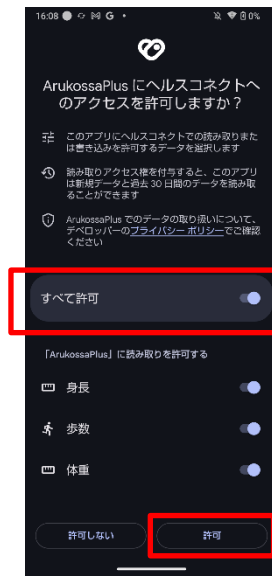 16:08 G •
0%
ArukossaPlus にヘルスコネクトへ
のアクセスを許可しますか？
このアプリにヘルスコネクトでの読み取りまた
は書き込みを許可するデータを選択します
読み取りアクセス権を付与すると、このアプリ
は新規データと過去 30 日間のデータを読み取
ることができます
ArukossaPlus でのデータの取り扱いについて、
デベロッパーのプライバシー ポリシーでご確認
ください
すべて許可
「ArukossaPlus」に読み取りを許可する
身長
歩数
体重
許可しない
許可